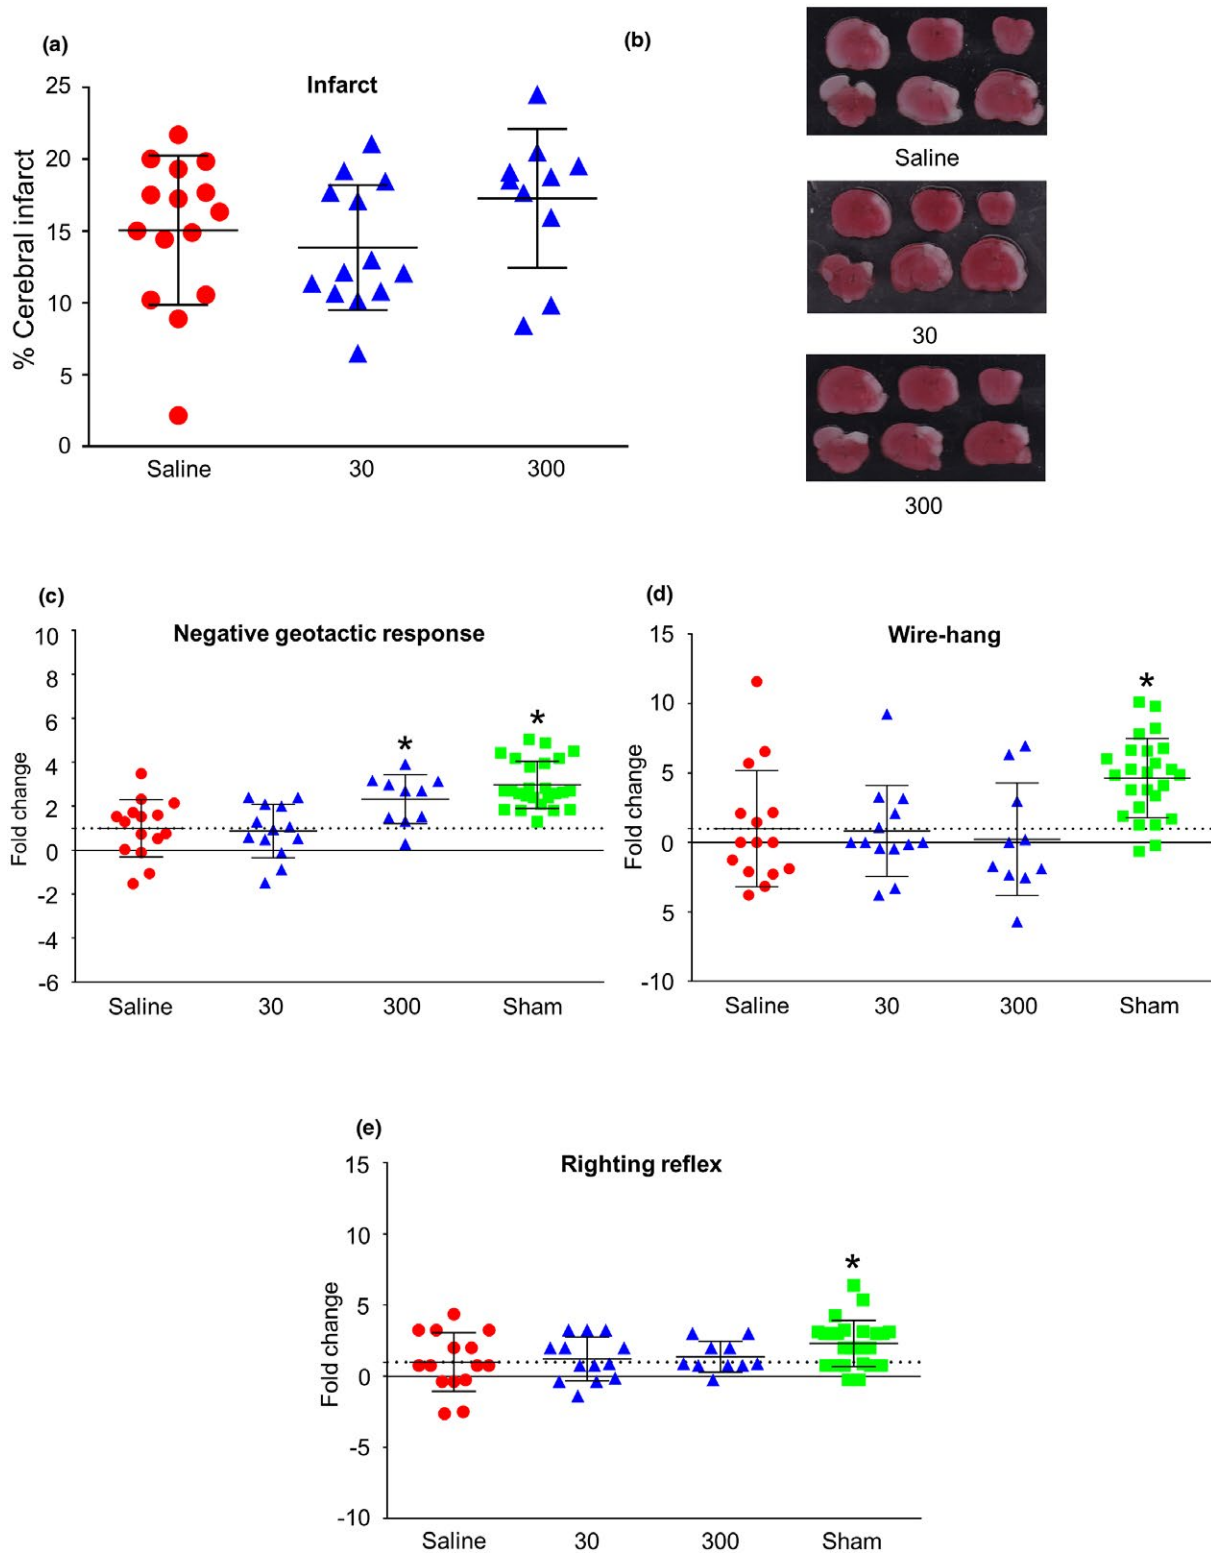 (a)
Infarct
25
20
15
10
5
0
% Cerebral infarct
Saline 30 300
(b)
Saline
30
300
(c)
Negative geotactic response
10
8
6
4
2
0
-2
-4
-6
Fold change
* *
Saline 30 300 Sham
(d)
Wire-hang
15
10
5
0
5
-10
Fold change
*
Saline 30 300 Sham
(e)
Righting reflex
15
10
5
0
-5
-10
Fold change
*
Saline 30 300 Sham